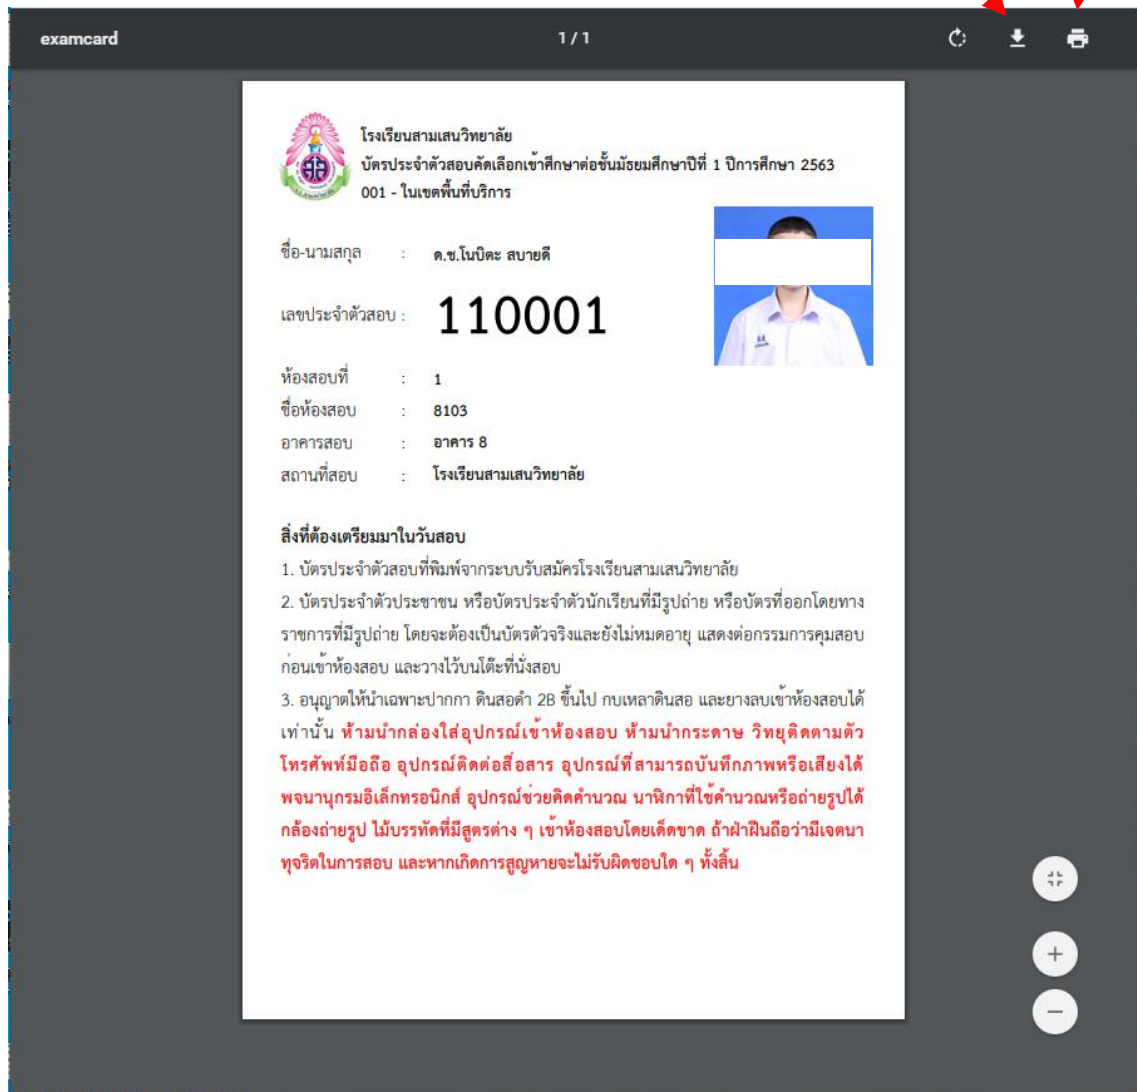 examcard
1 / 1
โรงเรียนสามเสนวิทยาลัย
บัตรประจำตัวสอบคัดเลือกเข้าศึกษาต่อชั้นมัธยมศึกษาปีที่ 1 ปีการศึกษา 2563
001 - ในเขตพื้นที่บริการ
ชื่อ-นามสกุล : ด.ช.โนบิตะ สบายดี
เลขประจำตัวสอบ : 110001
ห้องสอบที่ : 1
ชื่อห้องสอบ : 8103
อาคารสอบ : อาคาร 8
สถานที่สอบ : โรงเรียนสามเสนวิทยาลัย
สิ่งที่ต้องเตรียมมาในวันสอบ
1. บัตรประจำตัวสอบที่พิมพ์จากระบบรับสมัครโรงเรียนสามเสนวิทยาลัย
2. บัตรประจำตัวประชาชน หรือบัตรประจำตัวนักเรียนที่มีรูปถ่าย หรือบัตรที่ออกโดยทาง
ราชการที่มีรูปถ่าย โดยจะต้องเป็นบัตรตัวจริงและยังไม่หมดอายุ แสดงต่อกรรมการคุมสอบ
ก่อนเข้าห้องสอบ และวางไว้บนโต๊ะที่นั่งสอบ
3. อนุญาตให้นำเฉพาะปากกา ดินสอดำ 2B ขึ้นไป กบเหลาดินสอ และยางลบเข้าห้องสอบได้
เท่านั้น ห้ามนำกล่องใส่อุปกรณ์เข้าห้องสอบ ห้ามนำกระดาษ วิทยุติดตามตัว
โทรศัพท์มือถือ อุปกรณ์ติดต่อสื่อสาร อุปกรณ์ที่สามารถบันทึกภาพหรือเสียงได้
พจนานุกรมอิเล็กทรอนิกส์ อุปกรณ์ช่วยคิดคำนวณ นาฬิกาที่ใช้คำนวณหรือถ่ายรูปได้
กล้องถ่ายรูป ไม้บรรทัดที่มีสูตรต่าง ๆ เข้าห้องสอบโดยเด็ดขาด ถ้าฝ่าฝืนถือว่ามีเจตนา
ทุจริตในการสอบ และหากเกิดการสูญหายจะไม่รับผิดชอบใด ๆ ทั้งสิ้น